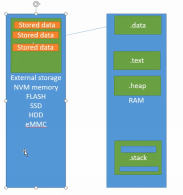 Stored data
Stored data
Stored data
External storage
NVM memory
FLASH
SSD
HDD
eMMC
.data
.text
.heap
RAM
.stack